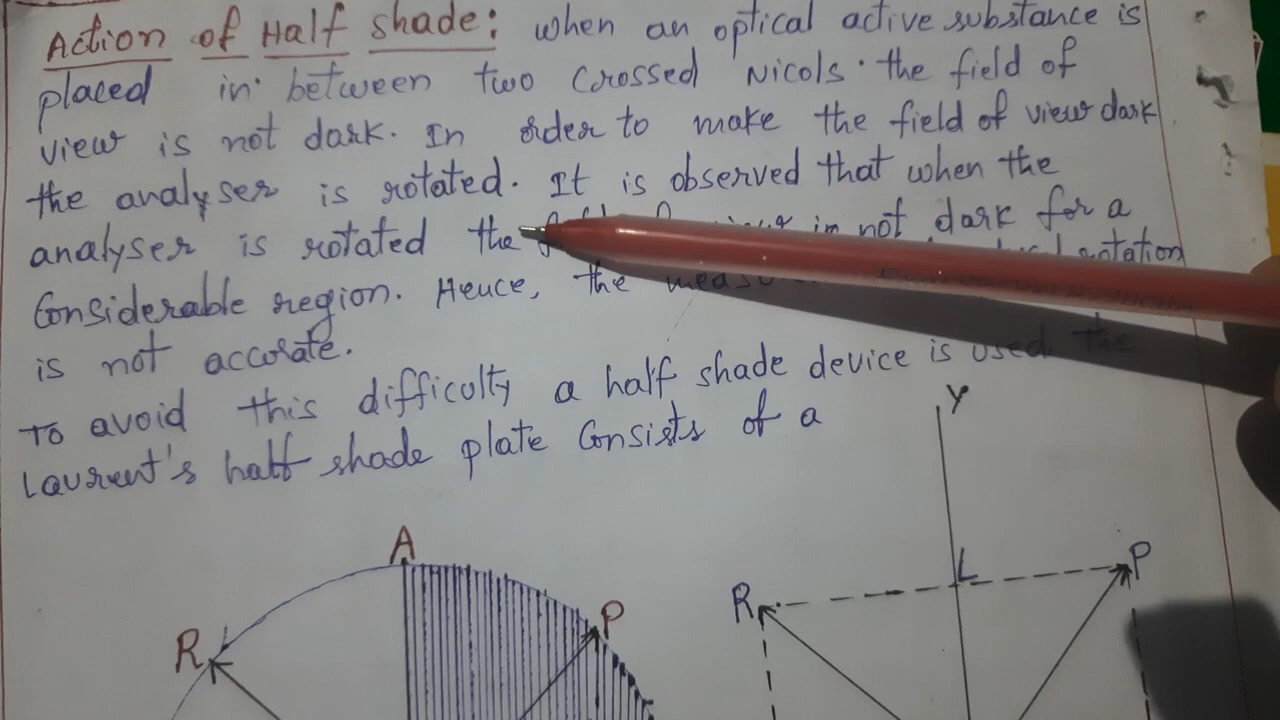 Action of Half shade: When an optical active substance is
placed in between two crossed Nicols. the field of
view is not dark. In order to make the field of view dark
the analyser is rotated. It is observed that when the
analyser is rotated the not dark for a
Considerable region. Hence, the
is not accorate.
To avoid this difficulty a half shade device is used. the
Laurent's half shade plate Consists of a
Y
A
L
P
R
P
R